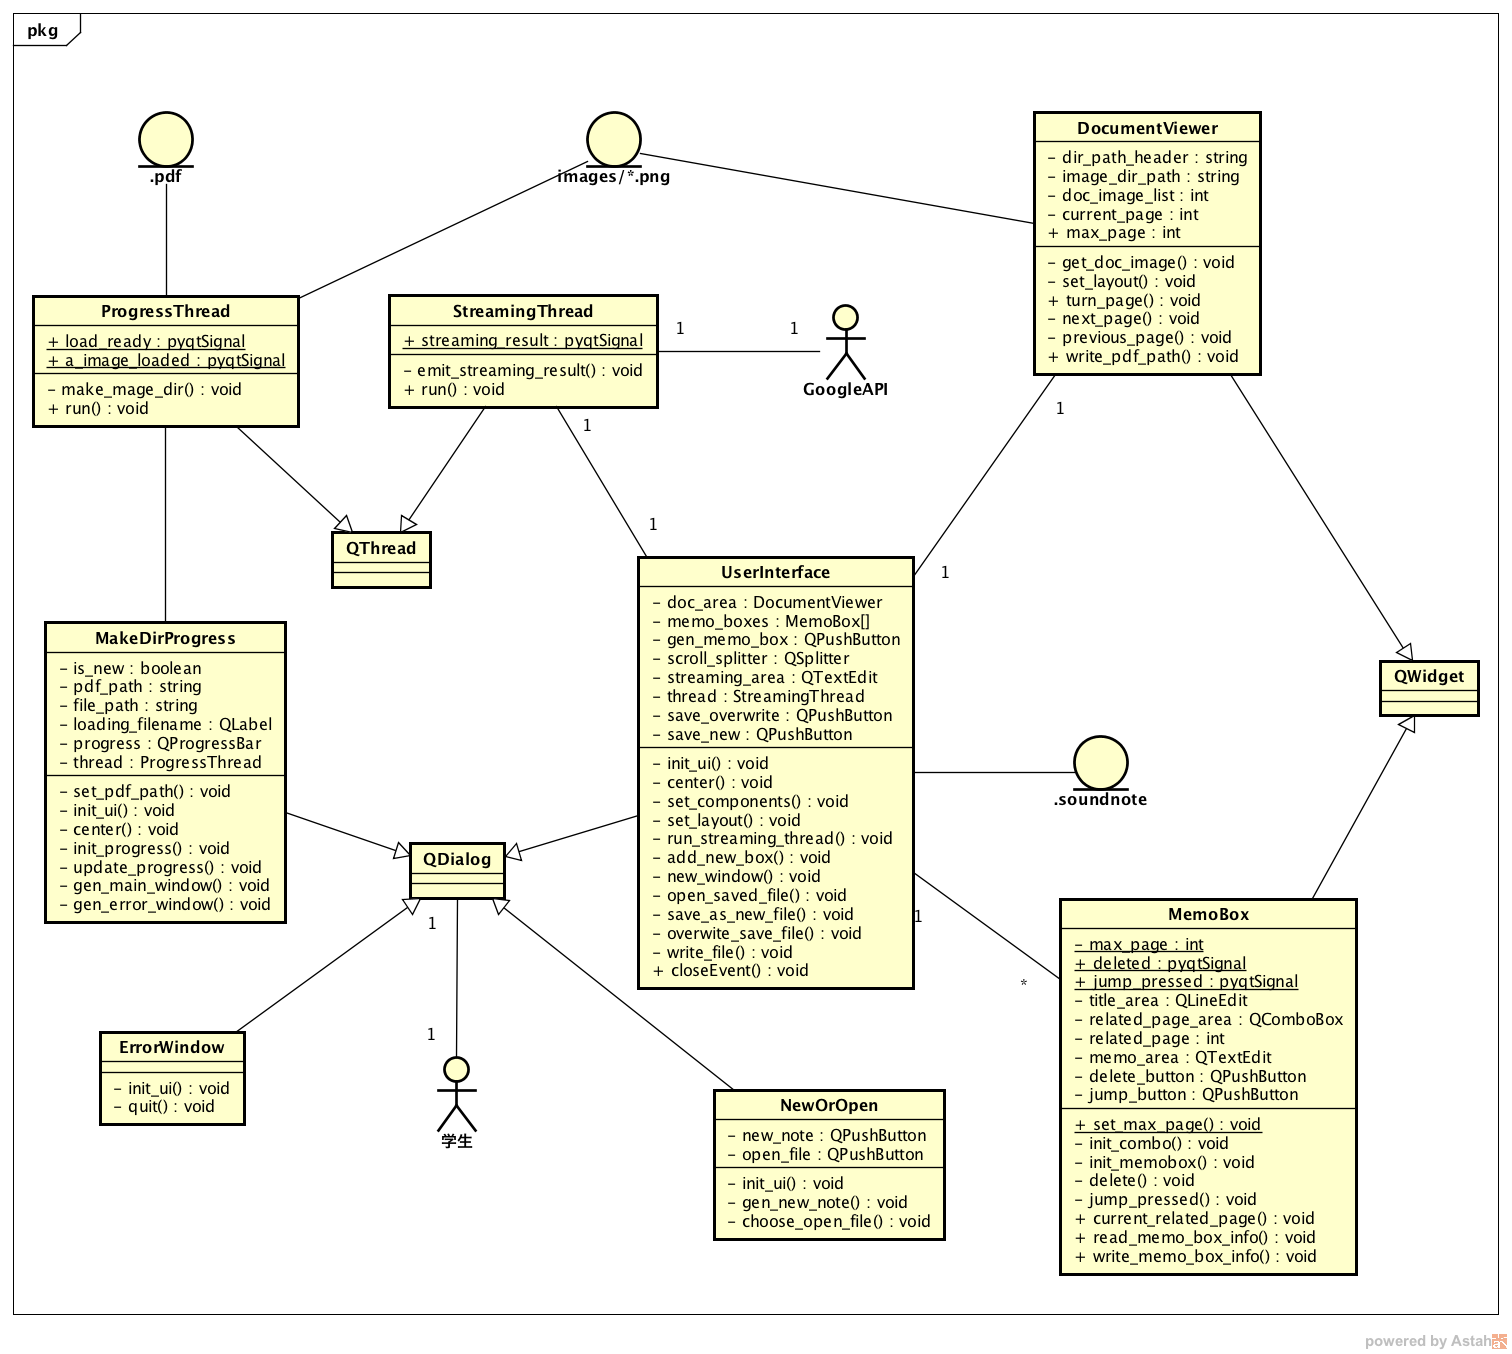 pkg
.pdf
images/*.png
DocumentViewer
- dir_path_header : string
- image_dir_path : string
- doc_image_list : int
- current_page : int
+ max_page : int
- get_doc_image() : void
- set_layout() : void
+ turn_page() : void
- next_page() : void
- previous_page() : void
+ write_pdf_path() : void
ProgressThread
+ load_ready : pyqtSignal
+ a_image_loaded : pyqtSignal
- make_mage_dir() : void
+ run() : void
StreamingThread
+ streaming_result : pyqtSignal
- emit_streaming_result() : void
+ run() : void
1
1
GoogleAPI
1
1
1
1
QThread
UserInterface
- doc_area : DocumentViewer
- memo_boxes : MemoBox[]
- gen_memo_box : QPushButton
- scroll_splitter : QSplitter
- streaming_area : QTextEdit
- thread : StreamingThread
- save_overwrite : QPushButton
- save_new : QPushButton
- init_ui() : void
- center() : void
- set_components() : void
- set_layout() : void
- run_streaming_thread() : void
- add_new_box() : void
- new_window() : void
- open_saved_file() : void
- save_as_new_file() : void
- overwite_save_file() : void
- write_file() : void
+ closeEvent() : void
MakeDirProgress
- is_new : boolean
- pdf_path : string
- file_path : string
- loading_filename : QLabel
- progress : QProgressBar
- thread : ProgressThread
- set_pdf_path() : void
- init_ui() : void
- center() : void
- init_progress() : void
- update_progress() : void
- gen_main_window() : void
- gen_error_window() : void
QWidget
.soundnote
QDialog
1
1
1
*
MemoBox
- max_page : int
+ deleted : pyqtSignal
+ jump_pressed : pyqtSignal
- title_area : QLineEdit
- related_page_area : QComboBox
- related_page : int
- memo_area : QTextEdit
- delete_button : QPushButton
- jump_button : QPushButton
+ set_max_page() : void
- init_combo() : void
- init_memobox() : void
- delete() : void
- jump_pressed() : void
+ current_related_page() : void
+ read_memo_box_info() : void
+ write_memo_box_info() : void
ErrorWindow
- init_ui() : void
- quit() : void
学生
NewOrOpen
- new_note : QPushButton
- open_file : QPushButton
- init_ui() : void
- gen_new_note() : void
- choose_open_file() : void
powered by Astah